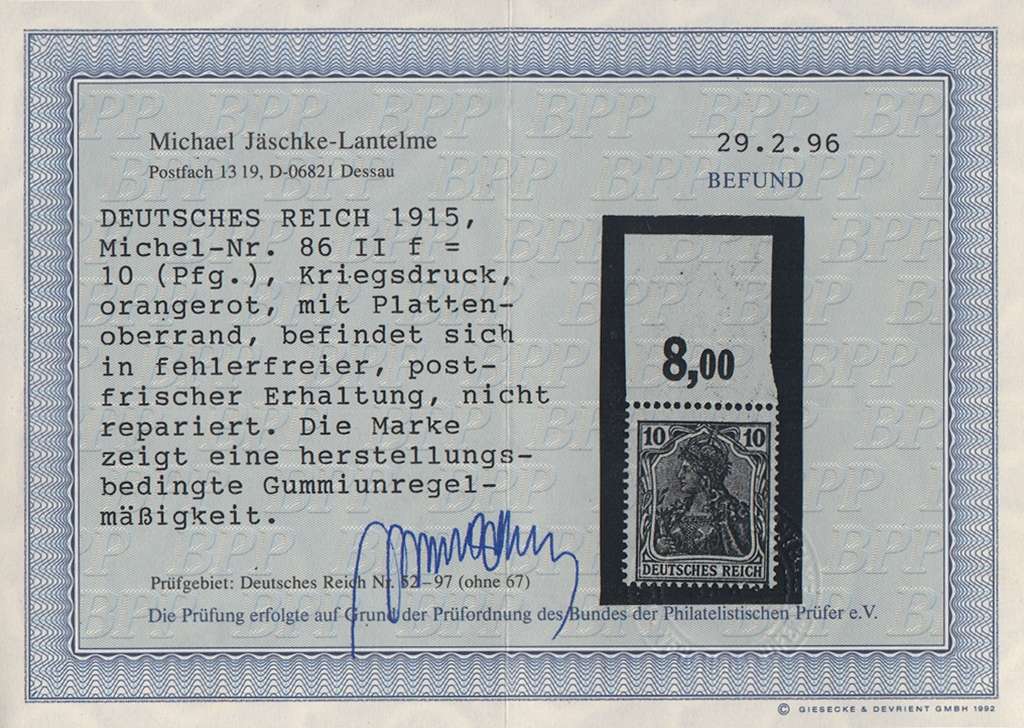 Michael Jäschke-Lantelme
Postfach 13 19, D-06821 Dessau
29.2.96
BEFUND
DEUTSCHES REICH 1915,
Michel-Nr. 86 II f =
10 (Pfg.), Kriegsdruck,
orangerot, mit Platten-
oberrand, befindet sich
in fehlerfreier, post-
frischer Erhaltung, nicht
repariert. Die Marke
zeigt eine herstellungs-
bedingte Gummiunregel-
mäßigkeit.
8,00
10 10
DEUTSCHES REICH
Prüfgebiet: Deutsches Reich Nr. 52–97 (ohne 67)
Die Prüfung erfolgte auf Grund der Prüfordnung des Bundes der Philatelistischen Prüfer e.V.
© GIESECKE & DEVRIENT GMBH 1992
BPP